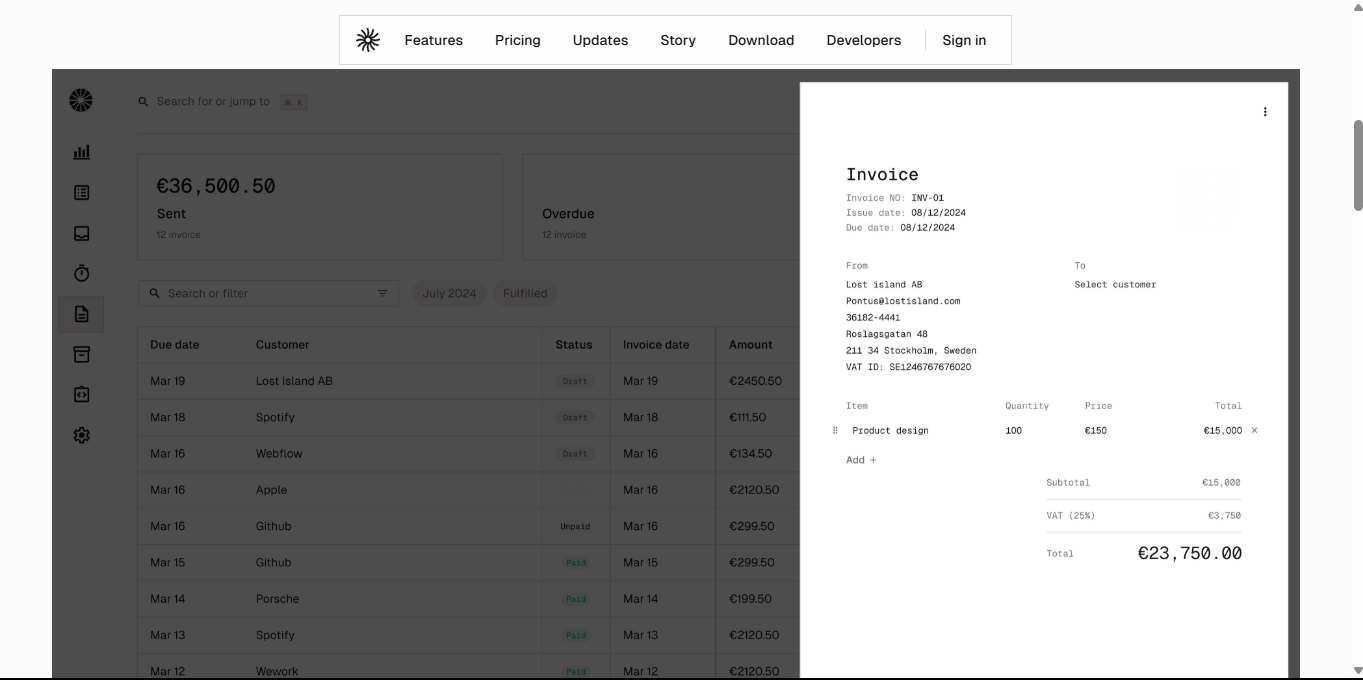 Features Pricing Updates Story Download Developers Sign in
Search for or jump to ⌘ K
€36,500.50
Sent
12 invoice
Overdue
12 invoice
Search or filter July 2024 Fulfilled
Due date Customer Status Invoice date Amount
Mar 19 Lost Island AB Draft Mar 19 €2450.50
Mar 18 Spotify Draft Mar 18 €111.50
Mar 16 Webflow Draft Mar 16 €134.50
Mar 16 Apple Mar 16 €2120.50
Mar 16 Github Unpaid Mar 16 €299.50
Mar 15 Github Paid Mar 15 €299.50
Mar 14 Porsche Paid Mar 14 €199.50
Mar 13 Spotify Paid Mar 13 €2120.50
Mar 12 Wework Paid Mar 12 €2120.50
Invoice
Invoice NO: INV-01
Issue date: 08/12/2024
Due date: 08/12/2024
From
Lost island AB
Pontus@lostisland.com
36182-4441
Roslagsgatan 48
211 34 Stockholm, Sweden
VAT ID: SE1246767676020
To
Select customer
Item Quantity Price Total
Product design 100 €150 €15,000 ×
Add +
Subtotal €15,000
VAT (25%) €3,750
Total €23,750.00